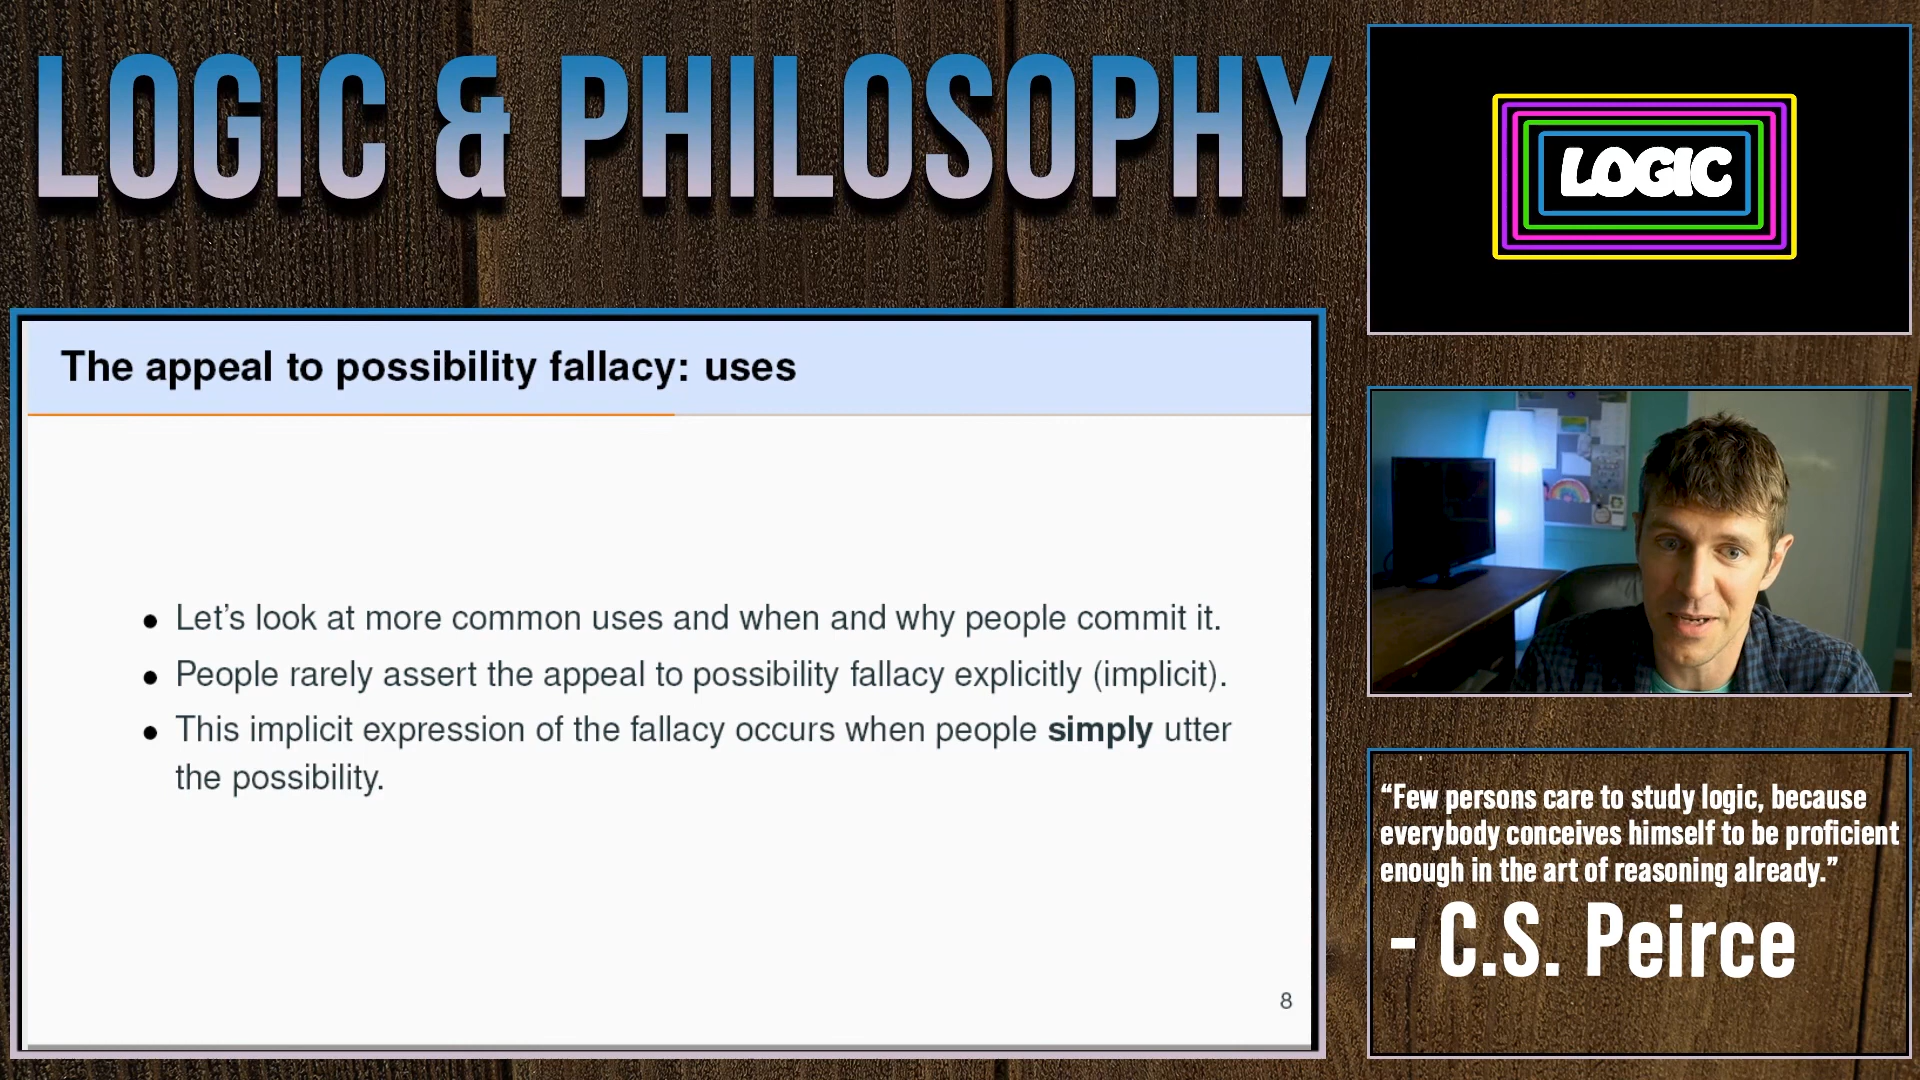 LOGIC & PHILOSOPHY
LOGIC
The appeal to possibility fallacy: uses
• Let's look at more common uses and when and why people commit it.
• People rarely assert the appeal to possibility fallacy explicitly (implicit).
• This implicit expression of the fallacy occurs when people simply utter
the possibility.
8
“Few persons care to study logic, because
everybody conceives himself to be proficient
enough in the art of reasoning already.”
- C.S. Peirce